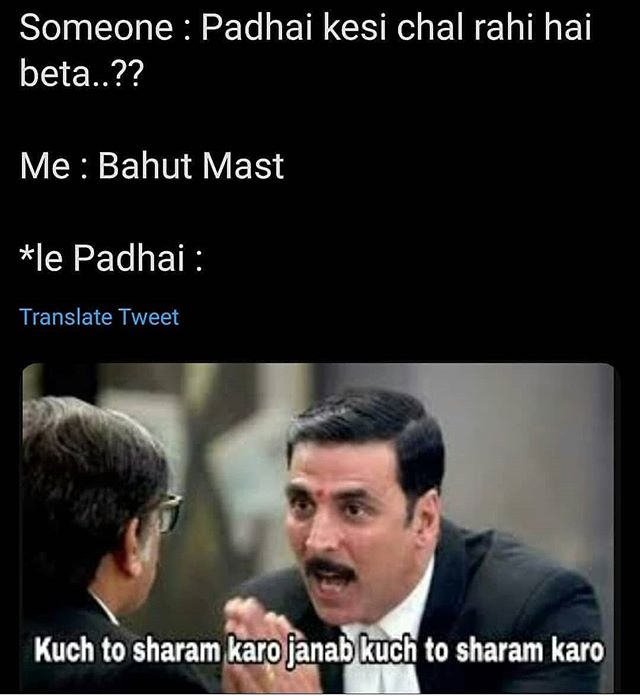 Someone : Padhai kesi chal rahi hai
beta..??
Me : Bahut Mast
*le Padhai :
Translate Tweet
Kuch to sharam karo janab kuch to sharam karo